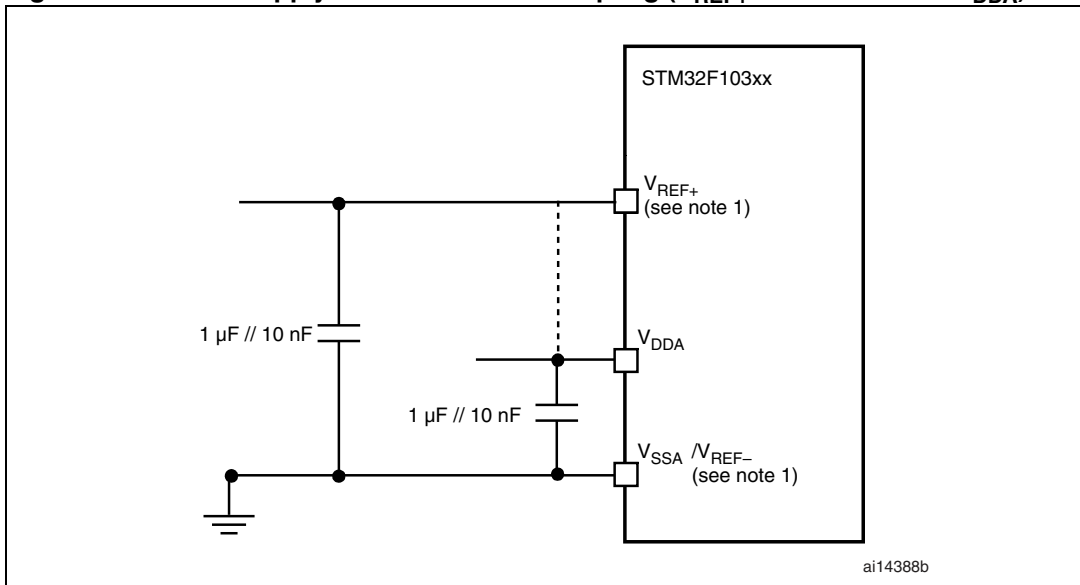 STM32F103xx
VREF+
(see note 1)
1 µF // 10 nF
VDDA
1 µF // 10 nF
VSSA /VREF–
(see note 1)
ai14388b